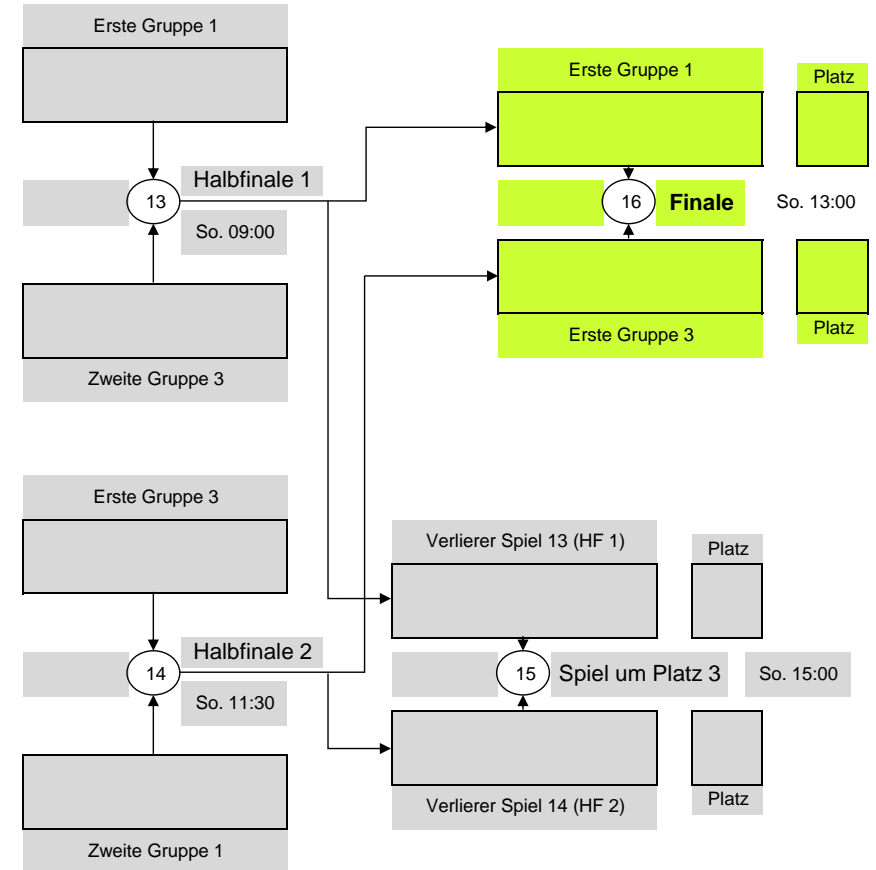 Erste Gruppe 1
13
Halbfinale 1
So. 09:00
Zweite Gruppe 3
Erste Gruppe 1
Platz
16
Finale
So. 13:00
Erste Gruppe 3
Platz
Erste Gruppe 3
14
Halbfinale 2
So. 11:30
Zweite Gruppe 1
Verlierer Spiel 13 (HF 1)
Platz
15
Spiel um Platz 3
So. 15:00
Verlierer Spiel 14 (HF 2)
Platz